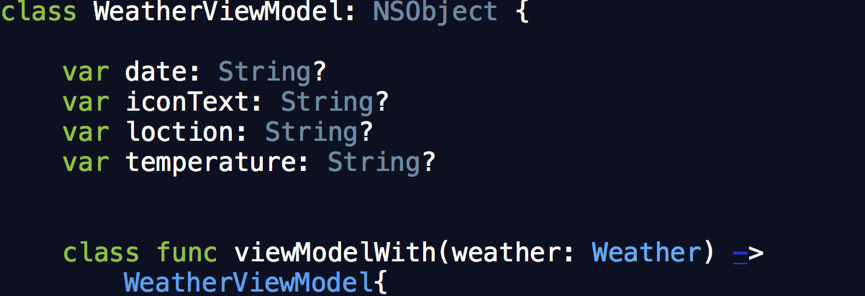 class WeatherViewModel: NSObject {
var date: String?
var iconText: String?
var loction: String?
var temperature: String?
class func viewModelWith(weather: Weather) ->
WeatherViewModel{